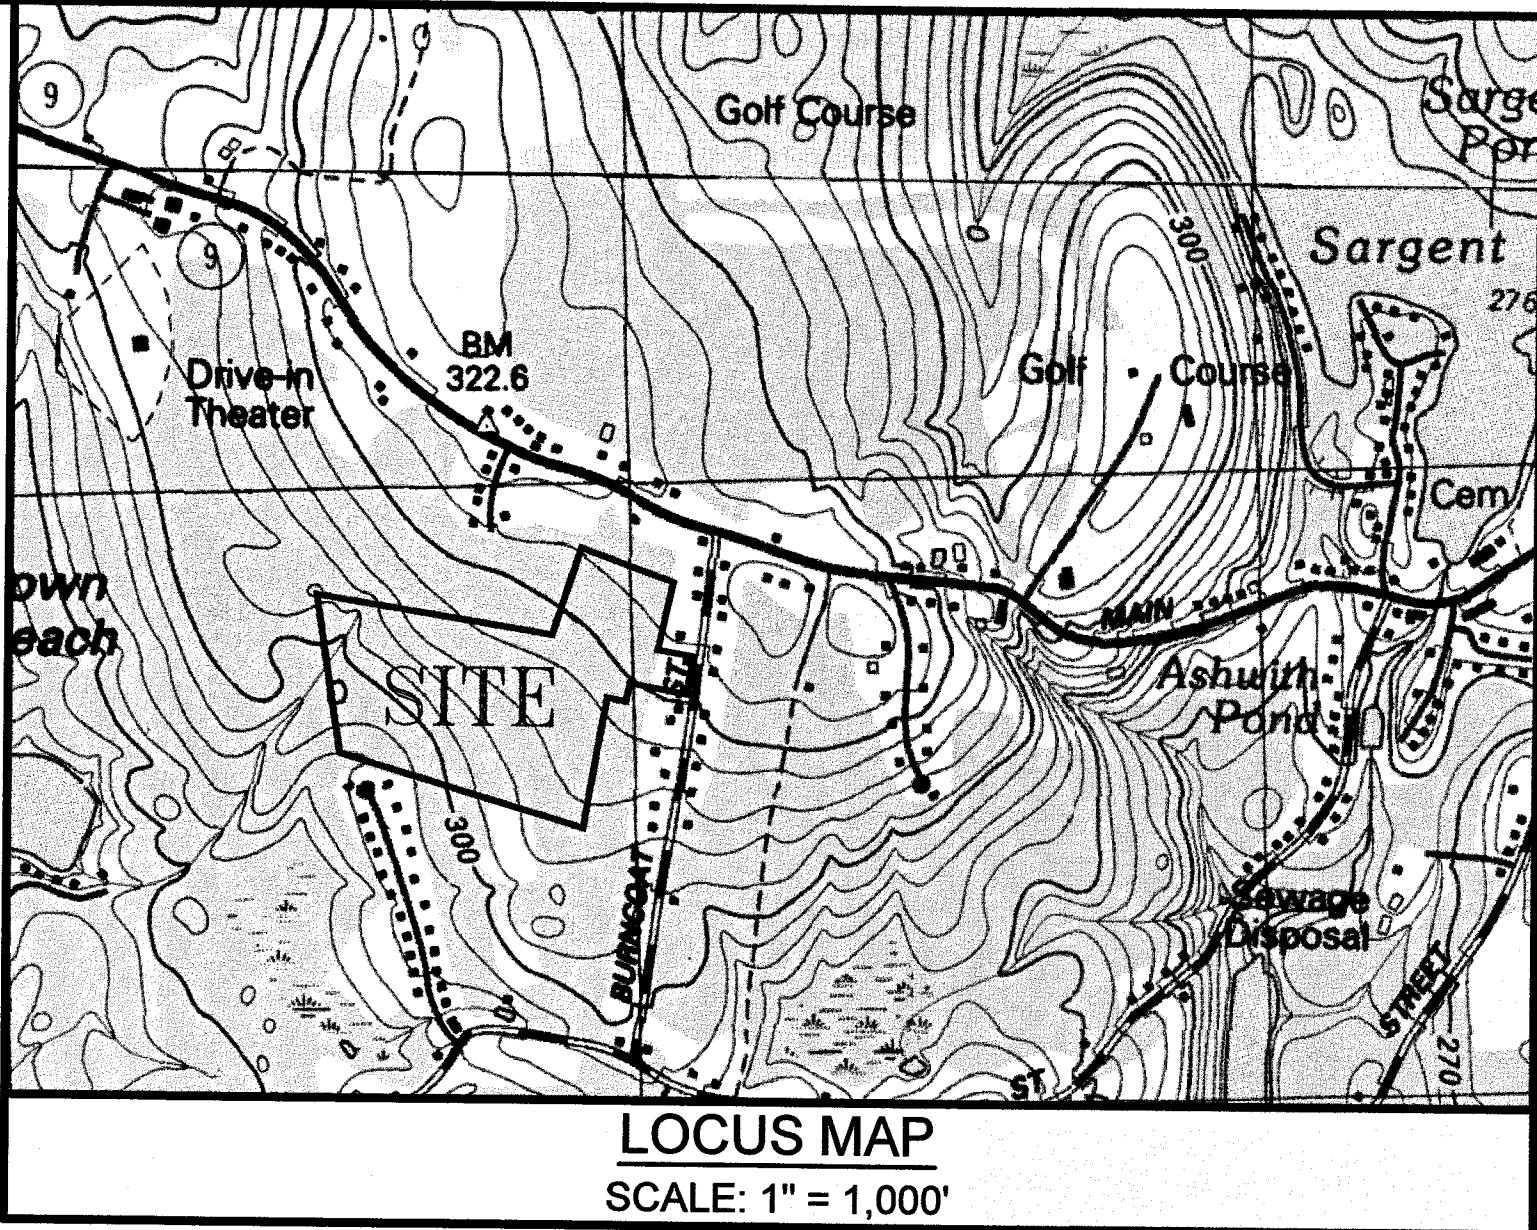 9
Golf Course
Sarge
Pon
300
9
Sargent
276
BM
322.6
Drive-in
Theater
Golf Course
Cem
own
each
MAIN
SITE
ST
Ashwith
Pond
300
BURNCOAT
Sewage
Disposal
STREET
270
ST
LOCUS MAP
SCALE: 1" = 1,000'